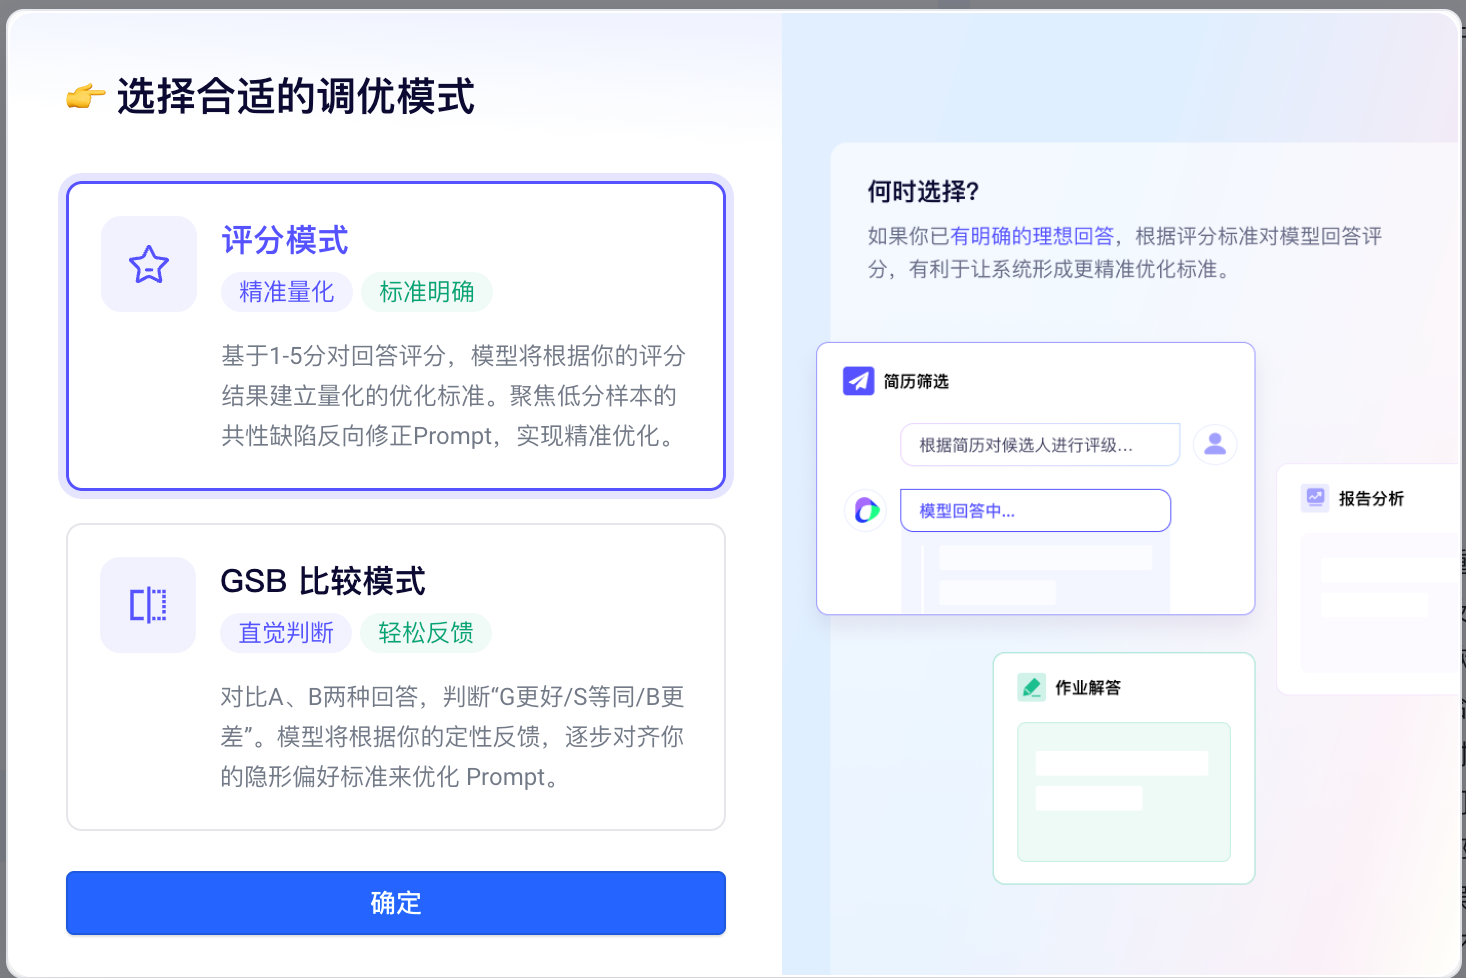 选择合适的调优模式
评分模式
精准量化 标准明确
基于1-5分对回答评分，模型将根据你的评分
结果建立量化的优化标准。聚焦低分样本的
共性缺陷反向修正Prompt，实现精准优化。
GSB 比较模式
直觉判断 轻松反馈
对比A、B两种回答，判断“G更好/S等同/B更
差”。模型将根据你的定性反馈，逐步对齐你
的隐形偏好标准来优化 Prompt。
确定
何时选择?
如果你已有明确的理想回答，根据评分标准对模型回答评
分，有利于让系统形成更精准优化标准。
简历筛选
根据简历对候选人进行评级...
模型回答中...
报告分析
作业解答